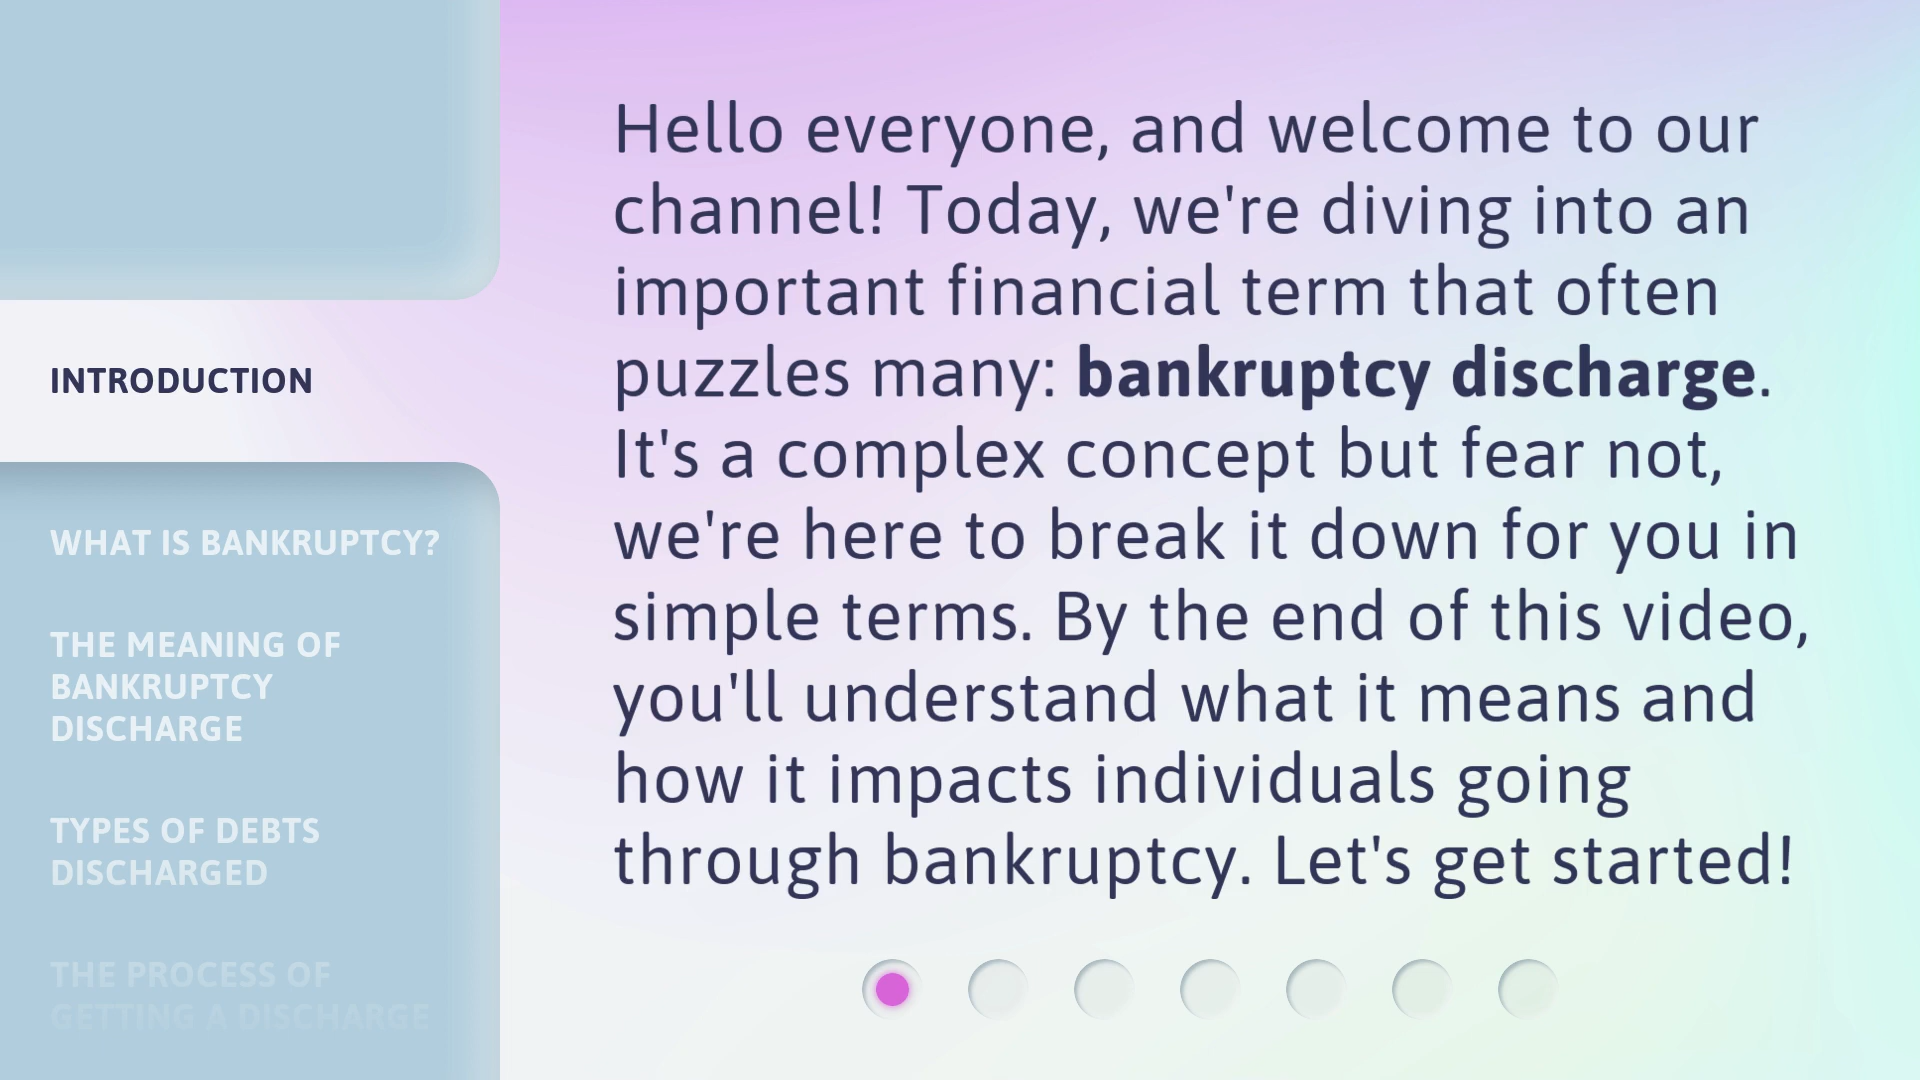 INTRODUCTION
WHAT IS BANKRUPTCY?
THE MEANING OF
BANKRUPTCY
DISCHARGE
TYPES OF DEBTS
DISCHARGED
THE PROCESS OF
GETTING A DISCHARGE
Hello everyone, and welcome to our
channel! Today, we're diving into an
important financial term that often
puzzles many: bankruptcy discharge.
It's a complex concept but fear not,
we're here to break it down for you in
simple terms. By the end of this video,
you'll understand what it means and
how it impacts individuals going
through bankruptcy. Let's get started!